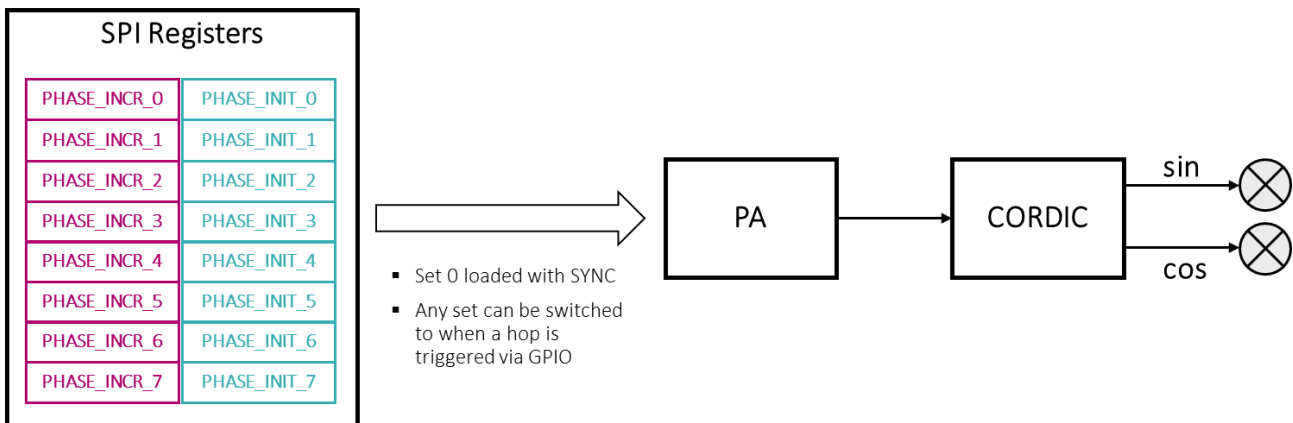 SPI Registers
PHASE_INCR_0 PHASE_INIT_0
PHASE_INCR_1 PHASE_INIT_1
PHASE_INCR_2 PHASE_INIT_2
PHASE_INCR_3 PHASE_INIT_3
PHASE_INCR_4 PHASE_INIT_4
PHASE_INCR_5 PHASE_INIT_5
PHASE_INCR_6 PHASE_INIT_6
PHASE_INCR_7 PHASE_INIT_7
▪ Set 0 loaded with SYNC
▪ Any set can be switched
to when a hop is
triggered via GPIO
PA
CORDIC
sin
cos